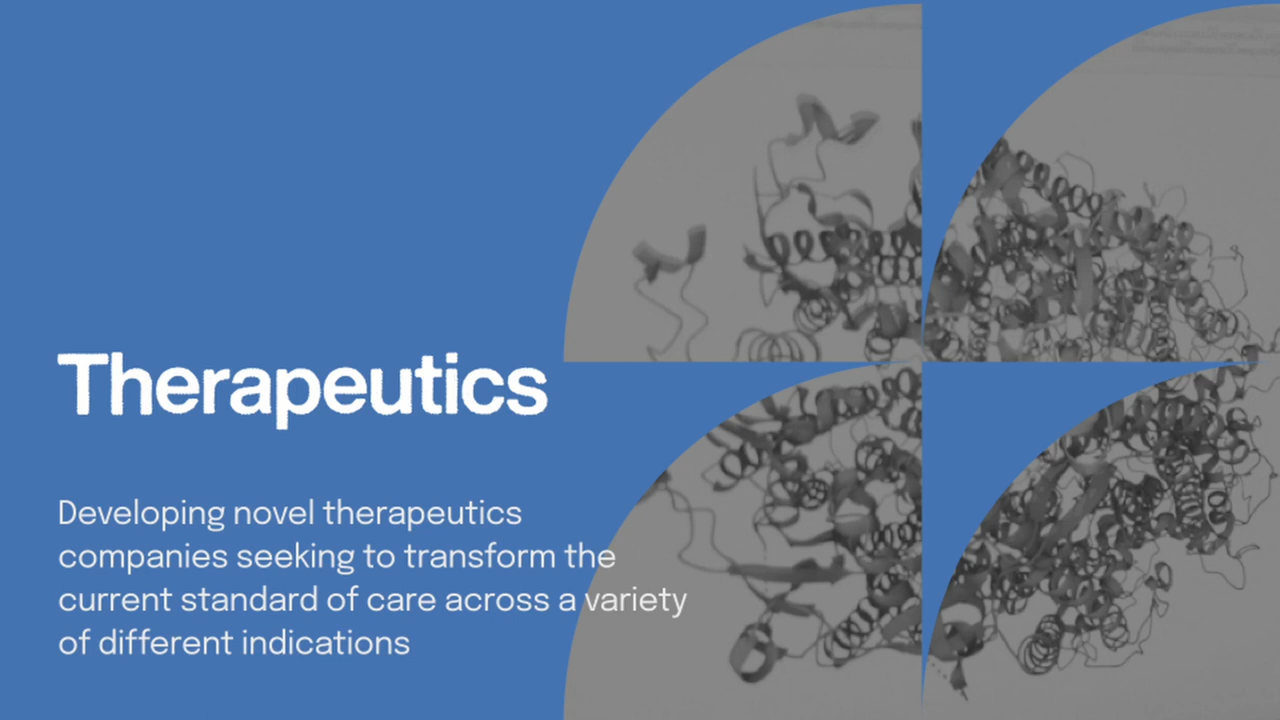 Therapeutics
Developing novel therapeutics
companies seeking to transform the
current standard of care across a variety
of different indications